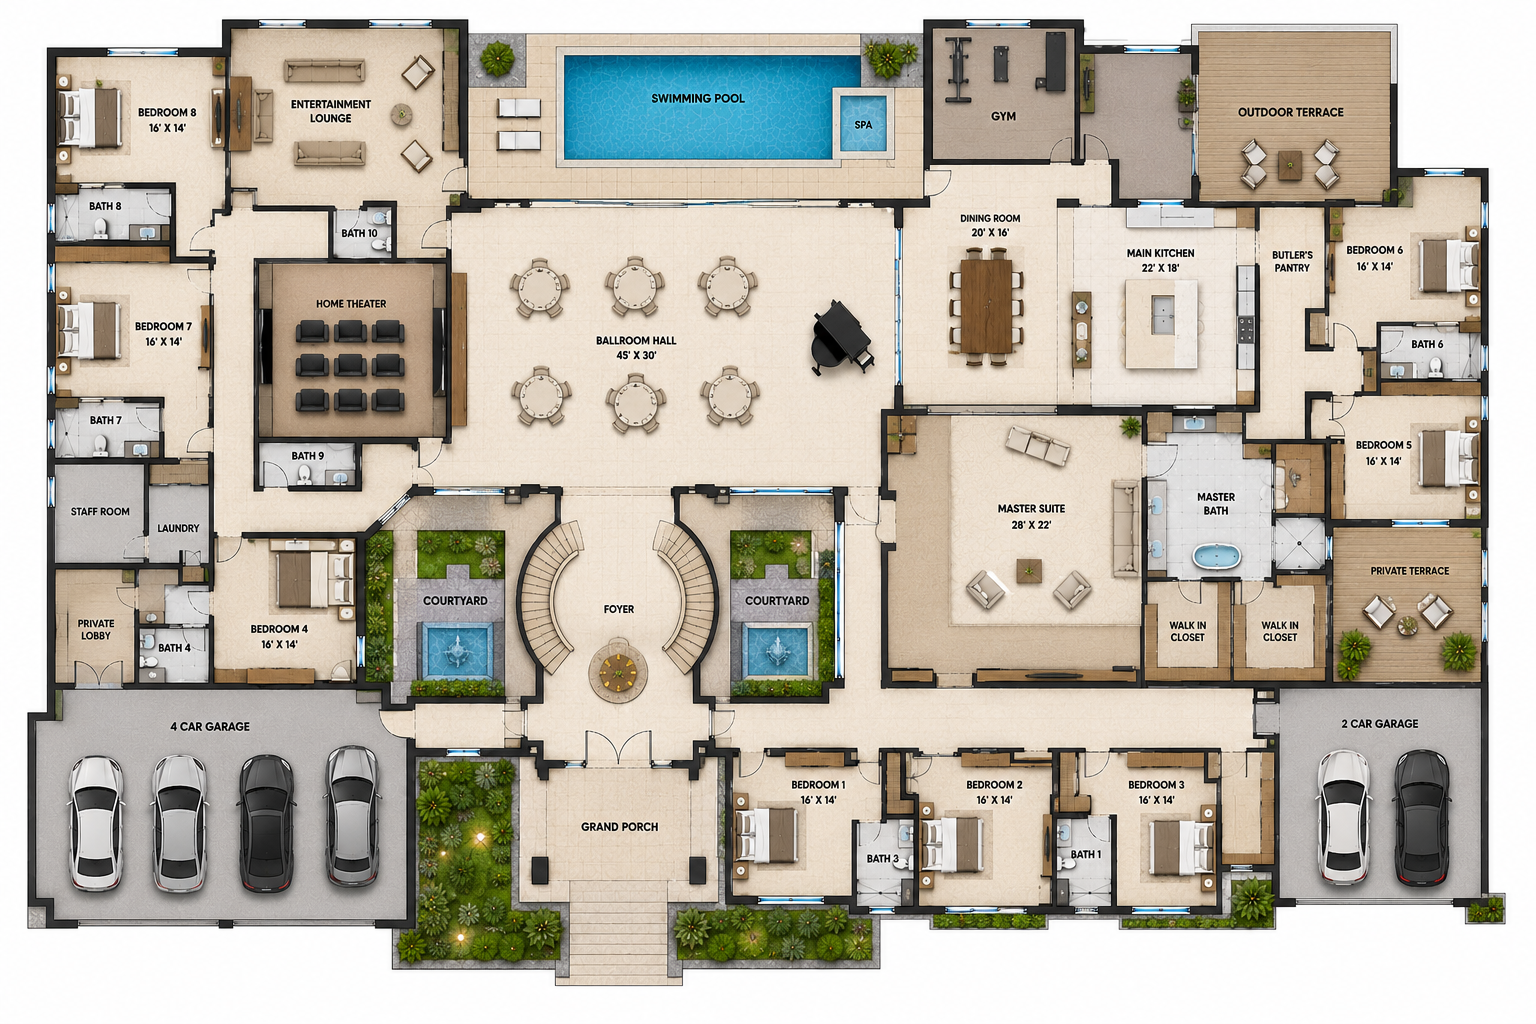 BEDROOM 8
16' X 14'
ENTERTAINMENT
LOUNGE
SWIMMING POOL
SPA
GYM
OUTDOOR TERRACE
BATH 8
BATH 10
DINING ROOM
20' X 16'
MAIN KITCHEN
22' X 18'
BUTLER'S
PANTRY
BEDROOM 6
16' X 14'
HOME THEATER
BEDROOM 7
16' X 14'
BALLROOM HALL
45' X 30'
BATH 6
BATH 7
BATH 9
BEDROOM 5
16' X 14'
STAFF ROOM
LAUNDRY
MASTER SUITE
28' X 22'
MASTER
BATH
PRIVATE TERRACE
COURTYARD
FOYER
COURTYARD
PRIVATE
LOBBY
BEDROOM 4
16' X 14'
BATH 4
WALK IN
CLOSET
WALK IN
CLOSET
4 CAR GARAGE
2 CAR GARAGE
BEDROOM 1
16' X 14'
BEDROOM 2
16' X 14'
BEDROOM 3
16' X 14'
GRAND PORCH
BATH 3
BATH 1